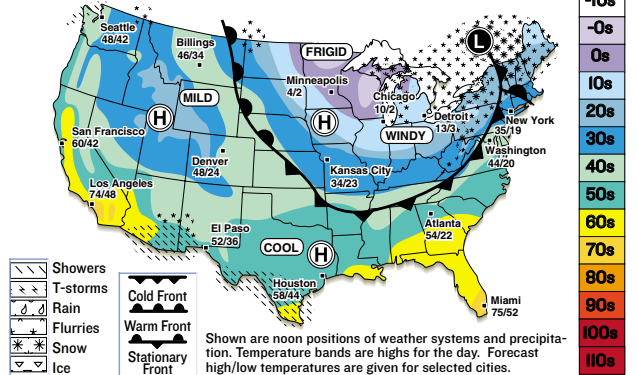 Seattle
48/42
Billings
46/34
FRIGID
L
Minneapolis
4/2
MILD
Chicago
10/2
H
H
Detroit
13/3
New York
35/19
WINDY
San Francisco
60/42
Washington
44/20
Denver
48/24
Kansas City
34/23
Los Angeles
74/48
El Paso
52/36
Atlanta
54/22
COOL
H
Houston
58/44
Miami
75/52
-10s
-0s
0s
10s
20s
30s
40s
50s
60s
70s
80s
90s
100s
110s
Showers
T-storms
Rain
Flurries
Snow
Ice
Cold Front
Warm Front
Stationary
Front
Shown are noon positions of weather systems and precipita-
tion. Temperature bands are highs for the day. Forecast
high/low temperatures are given for selected cities.